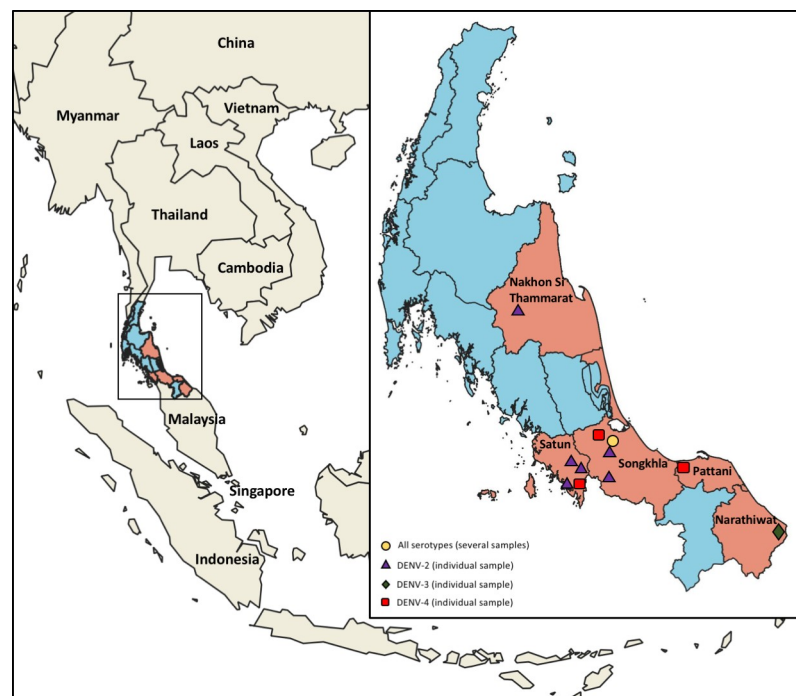 China
Myanmar
Vietnam
Laos
Thailand
Cambodia
Malaysia
Singapore
Indonesia
Nakhon Si
Thammarat
Satun
Songkhla
Pattani
Narathiwat
All serotypes (several samples)
DENV-2 (individual sample)
DENV-3 (individual sample)
DENV-4 (individual sample)